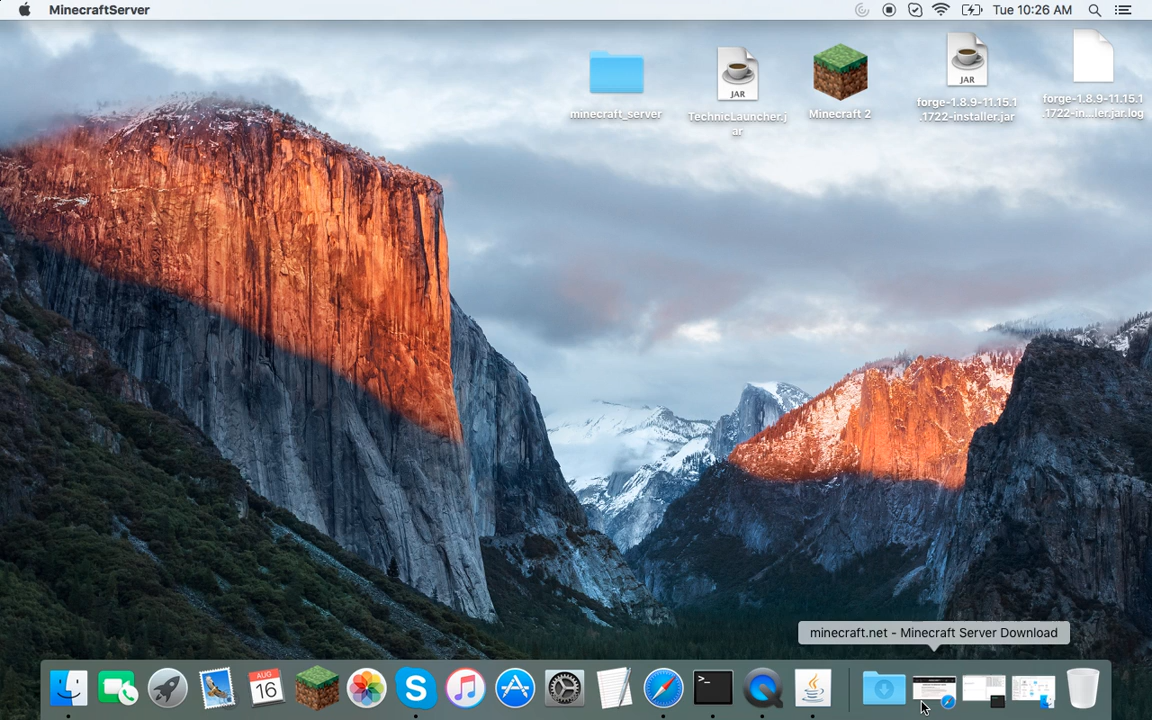 MinecraftServer
Tue 10:26 AM
minecraft_server
JAR
TechnicLauncher.j
ar
Minecraft 2
JAR
forge-1.8.9-11.15.1
.1722-installer.jar
forge-1.8.9-11.15.1
.1722-in...ler.jar.log
minecraft.net - Minecraft Server Download
AUG
16
>_